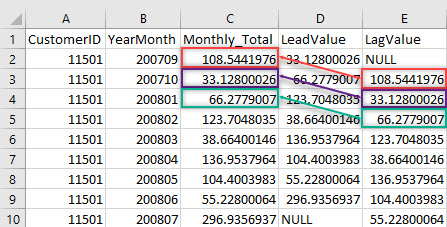 A B C D E
1 CustomerID YearMonth Monthly_Total LeadValue LagValue
2 11501 200709 108.5441976 33.12800026 NULL
3 11501 200710 33.12800026 66.2779007 108.5441976
4 11501 200801 66.2779007 123.7048035 33.12800026
5 11501 200802 123.7048035 38.66400146 66.2779007
6 11501 200803 38.66400146 136.9537964 123.7048035
7 11501 200804 136.9537964 104.4003983 38.66400146
8 11501 200805 104.4003983 55.22800064 136.9537964
9 11501 200806 55.22800064 296.9356937 104.4003983
10 11501 200807 296.9356937 NULL 55.22800064